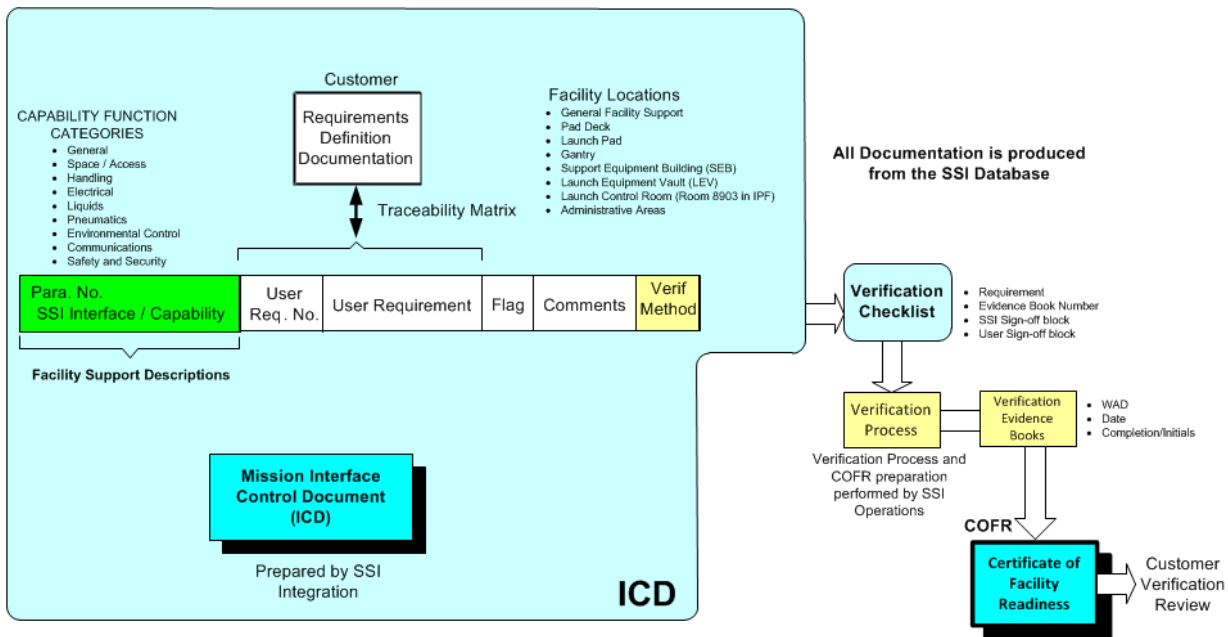 Customer
Requirements
Definition
Documentation
Traceability Matrix
CAPABILITY FUNCTION
CATEGORIES
• General
• Space / Access
• Handling
• Electrical
• Liquids
• Pneumatics
• Environmental Control
• Communications
• Safety and Security
Facility Locations
• General Facility Support
• Pad Deck
• Launch Pad
• Gantry
• Support Equipment Building (SEB)
• Launch Equipment Vault (LEV)
• Launch Control Room (Room 8903 in IPF)
• Administrative Areas
Para. No.
SSI Interface / Capability
User
Req. No.
User Requirement
Flag
Comments
Verif
Method
Facility Support Descriptions
Mission Interface
Control Document
(ICD)
Prepared by SSI
Integration
ICD
All Documentation is produced
from the SSI Database
Verification
Checklist
• Requirement
• Evidence Book Number
• SSI Sign-off block
• User Sign-off block
Verification
Process
Verification
Evidence
Books
• WAD
• Date
• Completion/Initials
Verification Process and
COFR preparation
performed by SSI
Operations
COFR
Certificate of
Facility
Readiness
Customer
Verification
Review